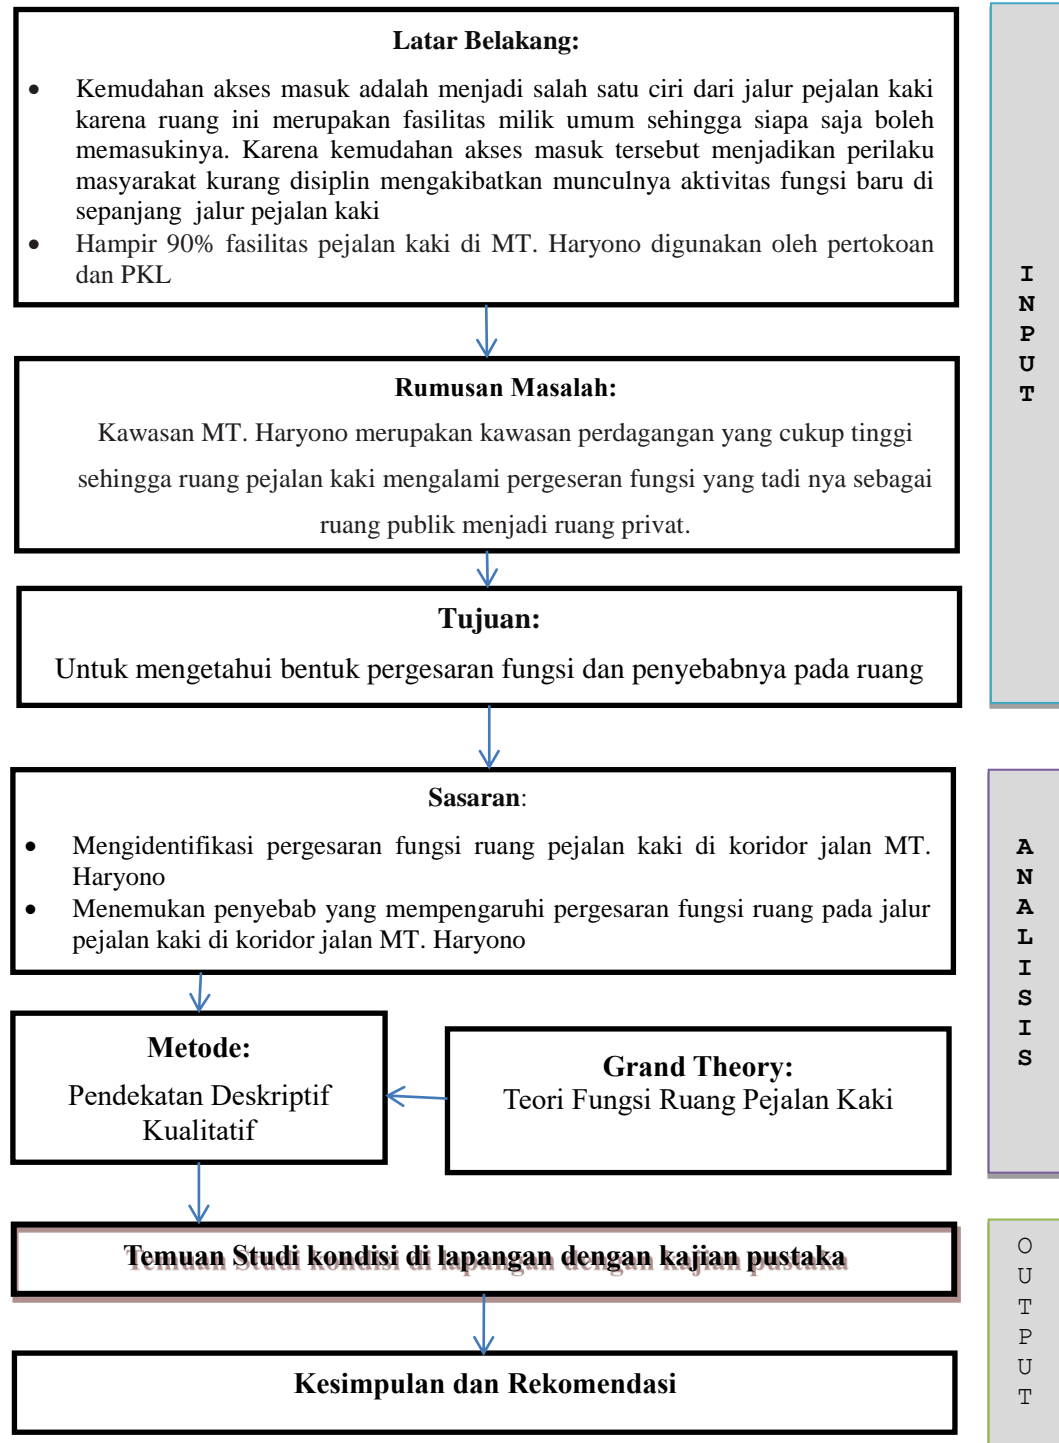 Latar Belakang:
• Kemudahan akses masuk adalah menjadi salah satu ciri dari jalur pejalan kaki
karena ruang ini merupakan fasilitas milik umum sehingga siapa saja boleh
memasukinya. Karena kemudahan akses masuk tersebut menjadikan perilaku
masyarakat kurang disiplin mengakibatkan munculnya aktivitas fungsi baru di
sepanjang jalur pejalan kaki
• Hampir 90% fasilitas pejalan kaki di MT. Haryono digunakan oleh pertokoan
dan PKL
Rumusan Masalah:
Kawasan MT. Haryono merupakan kawasan perdagangan yang cukup tinggi
sehingga ruang pejalan kaki mengalami pergeseran fungsi yang tadi nya sebagai
ruang publik menjadi ruang privat.
Tujuan:
Untuk mengetahui bentuk pergesaran fungsi dan penyebabnya pada ruang
INPUT
Sasaran:
• Mengidentifikasi pergesaran fungsi ruang pejalan kaki di koridor jalan MT.
Haryono
• Menemukan penyebab yang mempengaruhi pergesaran fungsi ruang pada jalur
pejalan kaki di koridor jalan MT. Haryono
Metode:
Pendekatan Deskriptif
Kualitatif
Grand Theory:
Teori Fungsi Ruang Pejalan Kaki
ANALISIS
Temuan Studi kondisi di lapangan dengan kajian pustaka
Kesimpulan dan Rekomendasi
OUTPUT